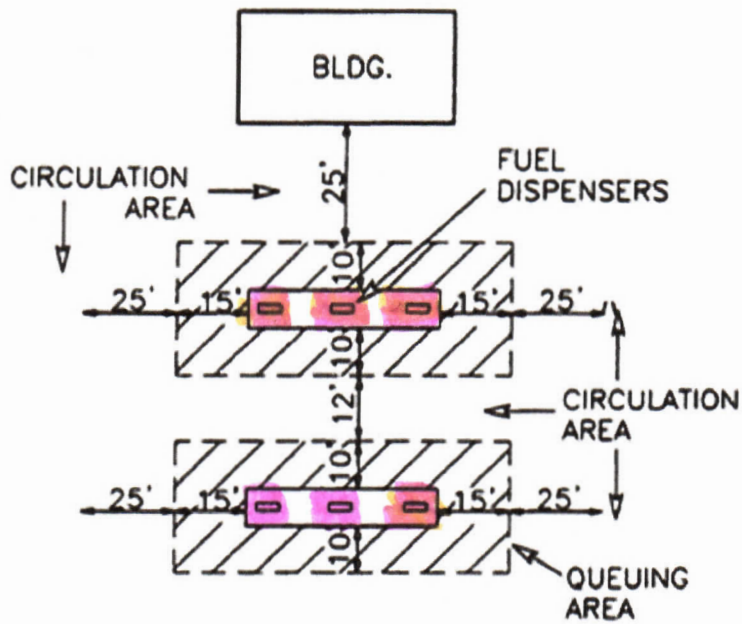 BLDG.
25'
CIRCULATION
AREA
FUEL
DISPENSERS
10'
25' 15' 15' 25'
10'
12'
CIRCULATION
AREA
10'
25' 15' 15' 25'
10'
QUEUING
AREA